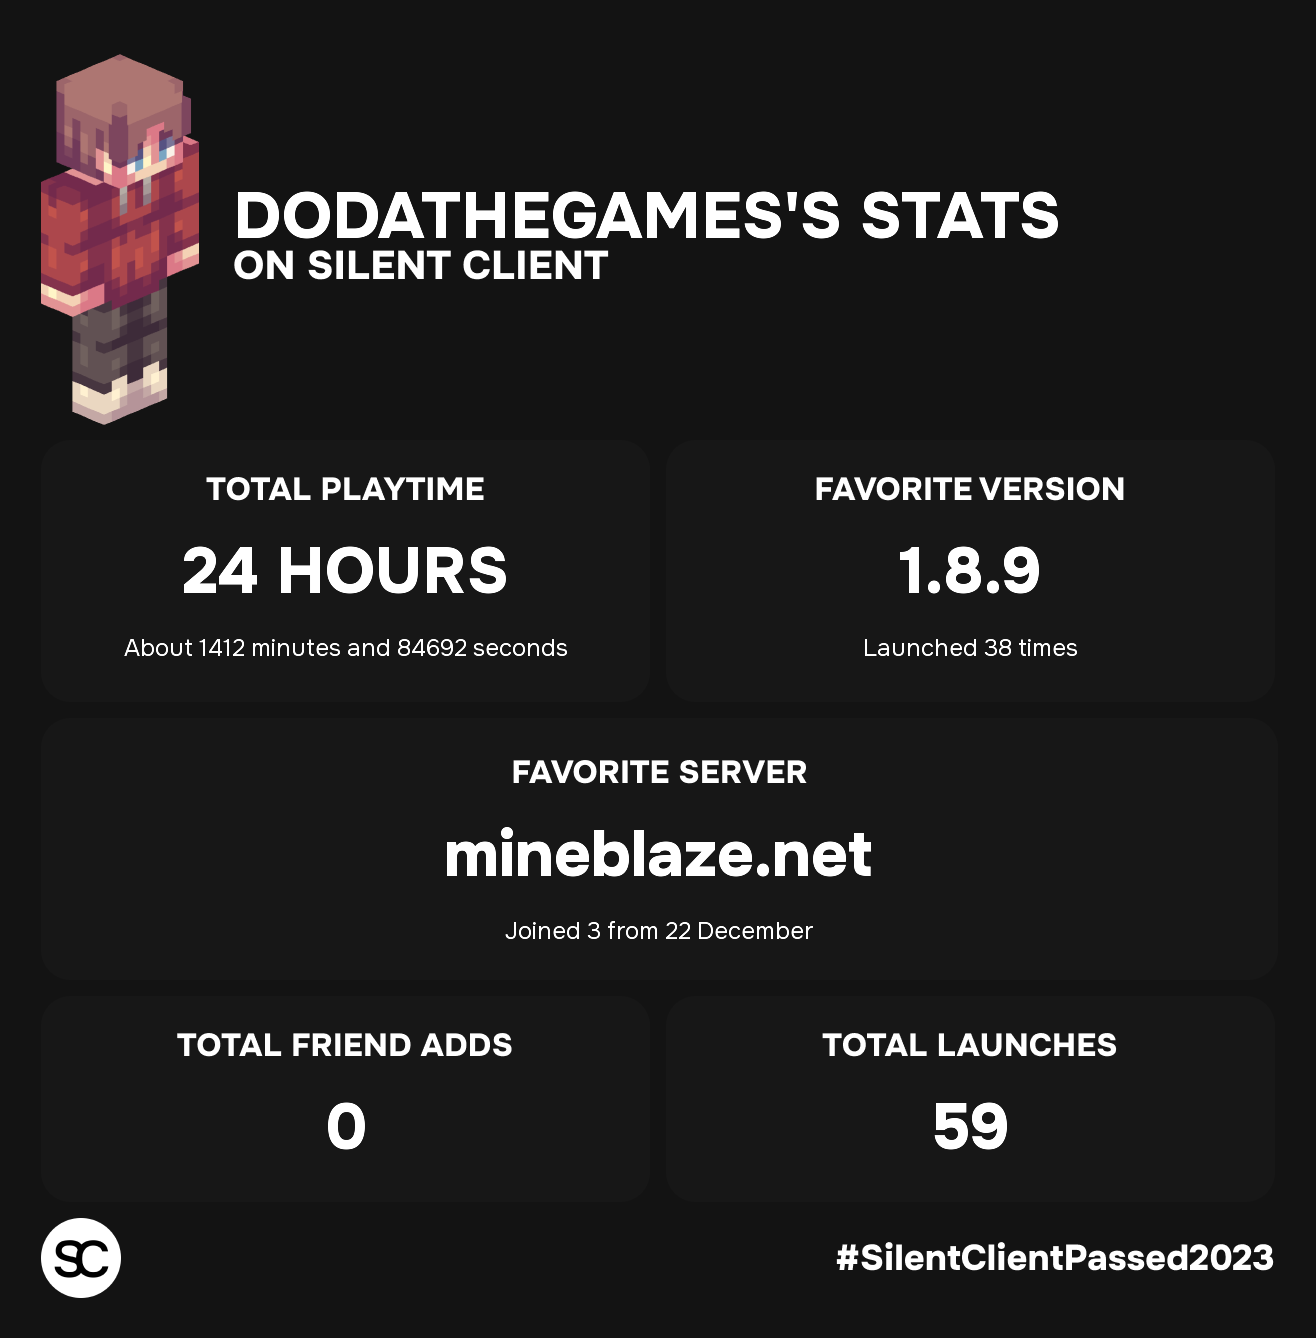 DODATHEGAMES'S STATS
ON SILENT CLIENT
TOTAL PLAYTIME
24 HOURS
About 1412 minutes and 84692 seconds
FAVORITE VERSION
1.8.9
Launched 38 times
FAVORITE SERVER
mineblaze.net
Joined 3 from 22 December
TOTAL FRIEND ADDS
0
TOTAL LAUNCHES
59
SC
#SilentClientPassed2023